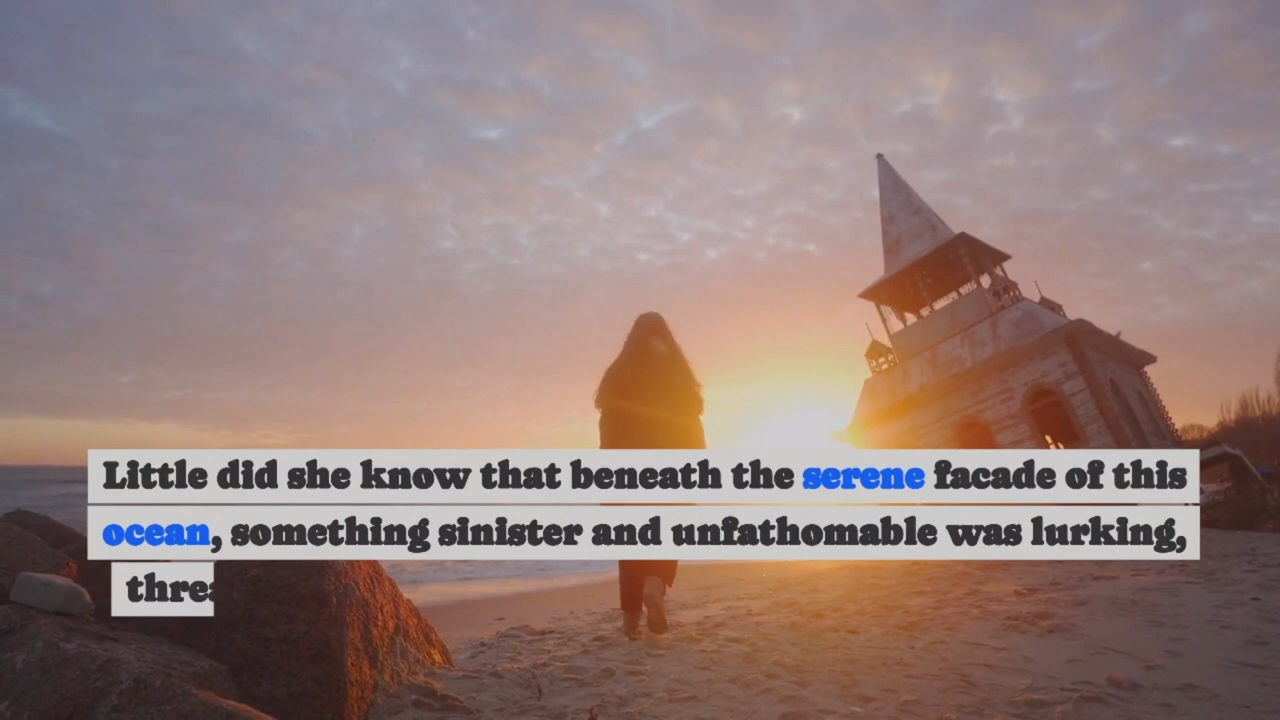 Little did she know that beneath the serene facade of this
ocean, something sinister and unfathomable was lurking,